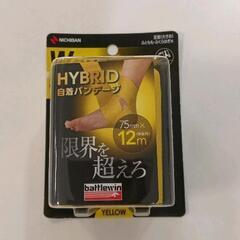 NICHIBAN
HYBRID
自着バンデージ
75mm×
12m
限界を
超えろ
battlewin
YELLOW